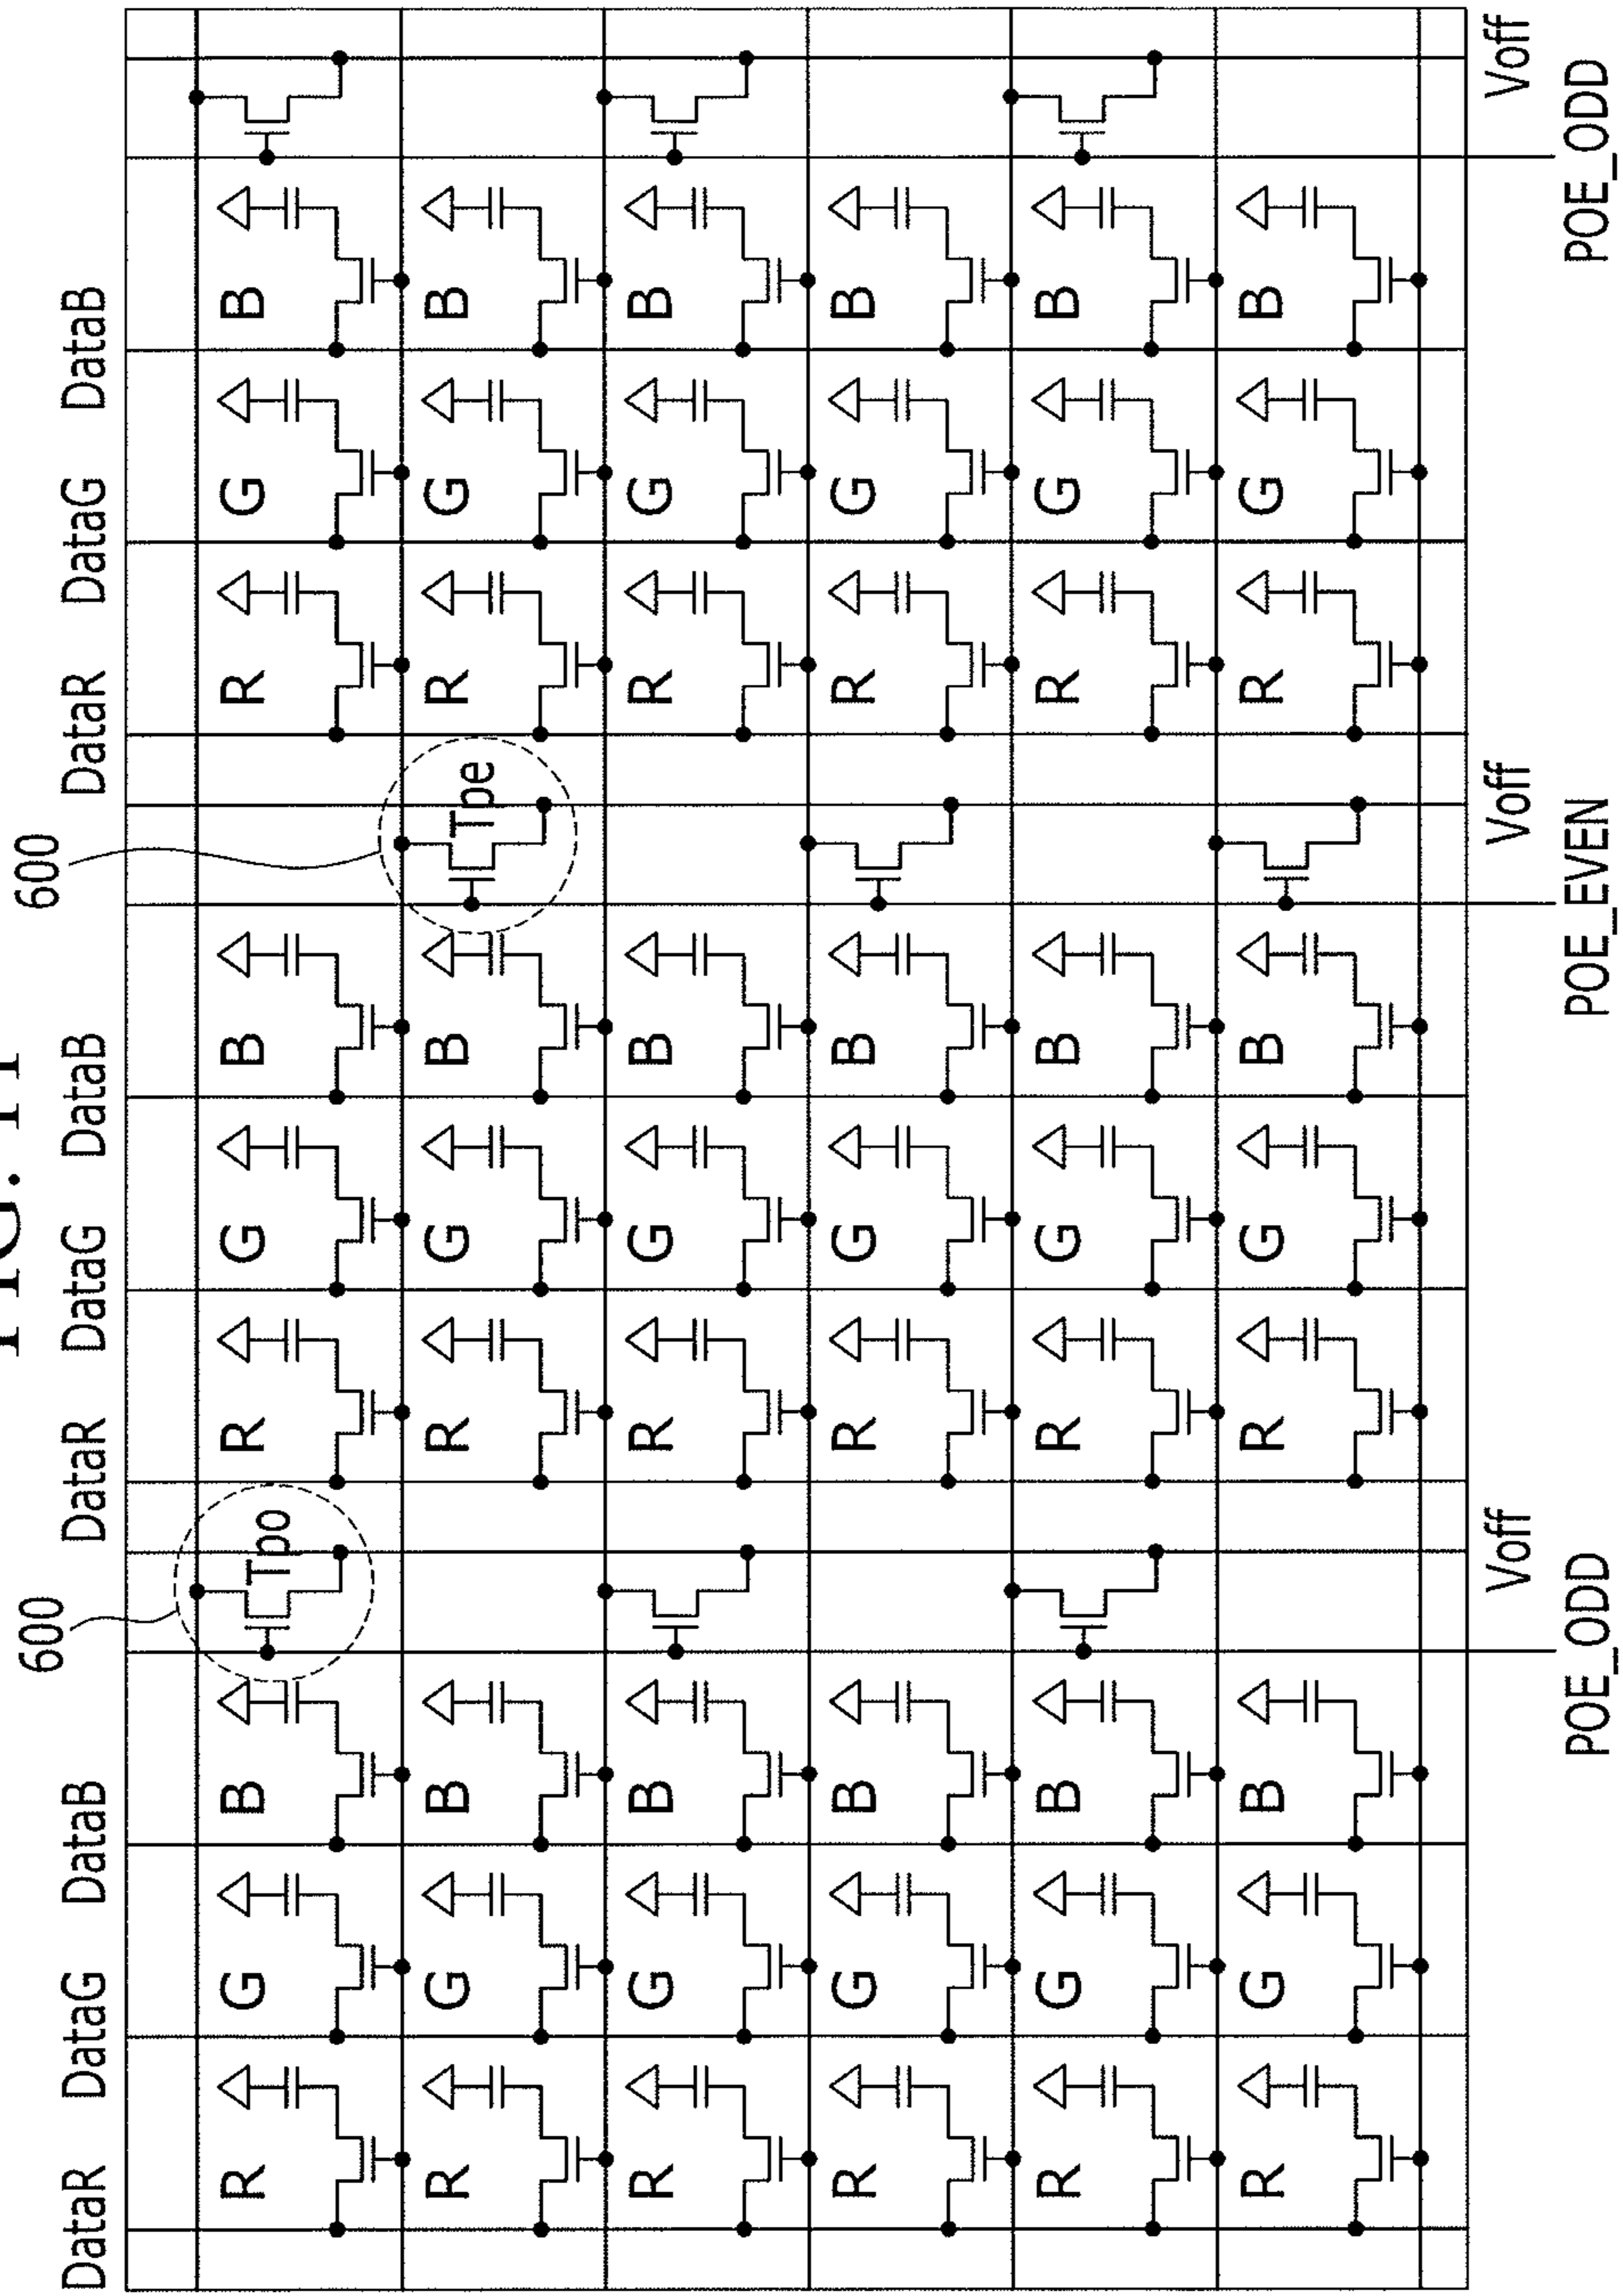 FIG. 11
600 600
DataR DataG DataB DataR DataG DataB DataR DataG DataB
R G B Tpo R G B R G B
R G B R G B Tpe R G B
R G B R G B R G B
R G B R G B R G B
R G B R G B R G B
R G B R G B R G B
Voff Voff Voff
POE_ODD POE_EVEN POE_ODD